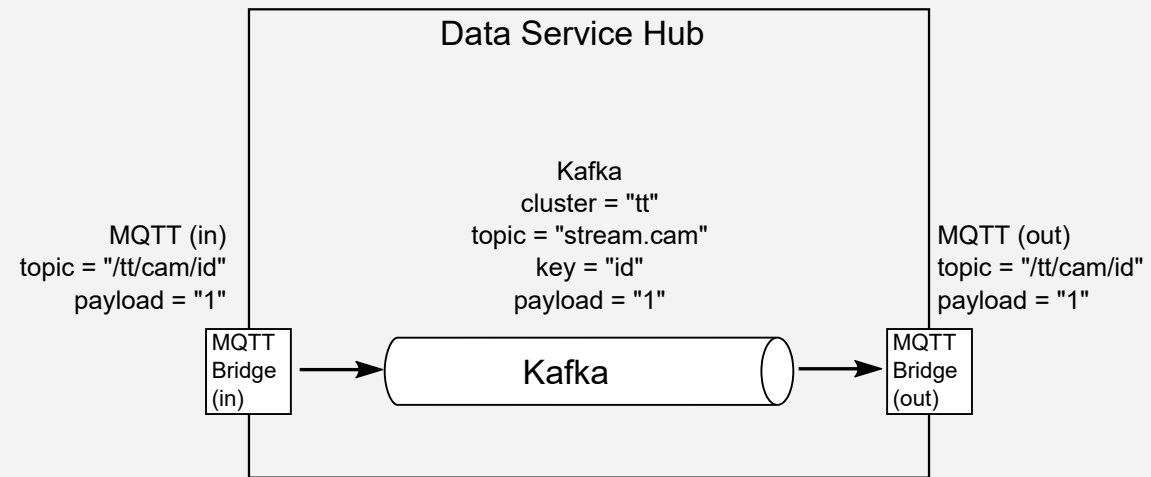 Data Service Hub
Kafka
cluster = "tt"
topic = "stream.cam"
key = "id"
payload = "1"
MQTT (in)
topic = "/tt/cam/id"
payload = "1"
MQTT (out)
topic = "/tt/cam/id"
payload = "1"
MQTT
Bridge
(in)
Kafka
MQTT
Bridge
(out)